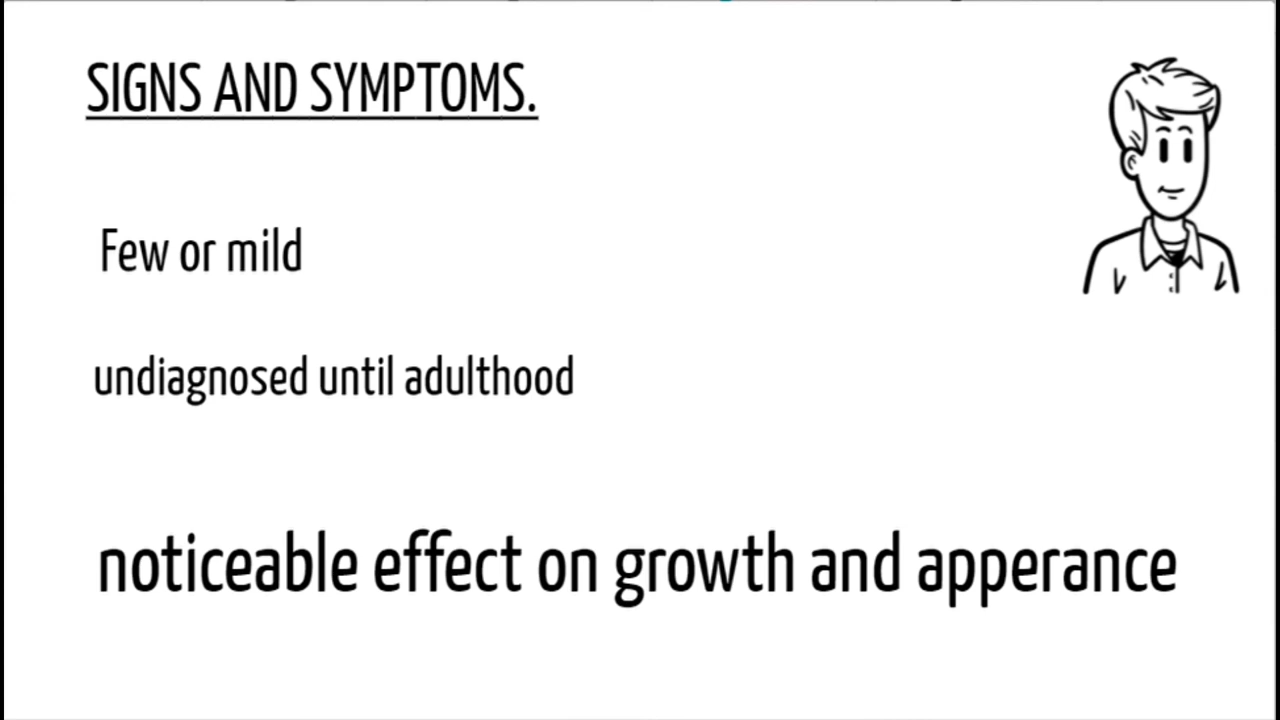 SIGNS AND SYMPTOMS.
Few or mild
undiagnosed until adulthood
noticeable effect on growth and apperance